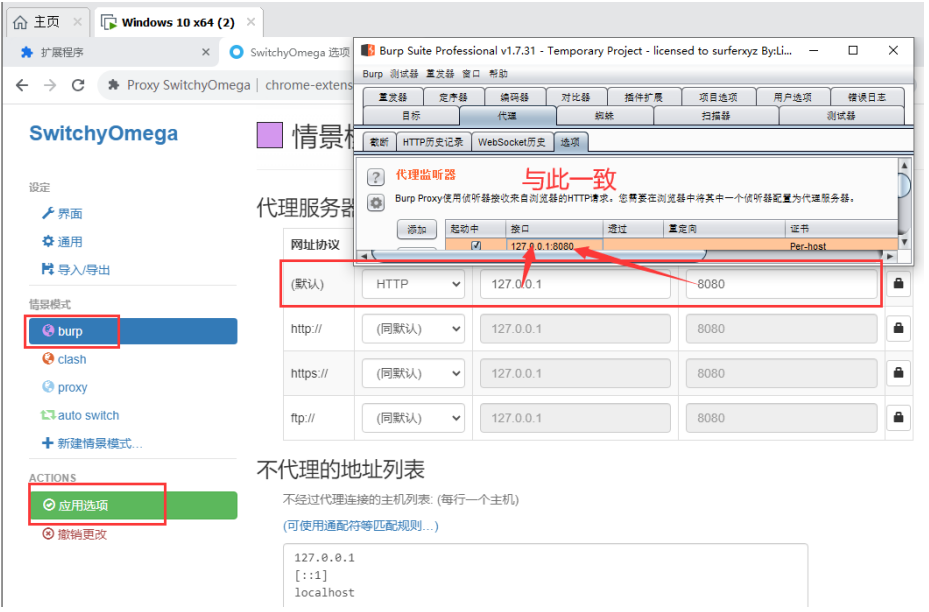 主页
Windows 10 x64 (2)
扩展程序
SwitchyOmega 选项
Proxy SwitchyOmega
chrome-extens
Burp Suite Professional v1.7.31 - Temporary Project - licensed to surferxyz By:Li...
Burp 测试器 重发器 窗口 帮助
重发器 定序器 编码器 对比器 插件扩展 项目选项 用户选项 错误日志
目标 代理 蜘蛛 扫描器 测试器
截断 HTTP历史记录 WebSocket历史 选项
代理监听器
与此一致
Burp Proxy使用侦听器接收来自浏览器的HTTP请求。您需要在浏览器中将其中一个侦听器配置为代理服务器。
添加 起动中 接口 透过 重定向 证书
127.0.0.1:8080 Per-host
SwitchyOmega
设定
界面
通用
导入/导出
情景模式
burp
clash
proxy
auto switch
新建情景模式...
ACTIONS
应用选项
撤销更改
情景
代理服务器
网址协议
(默认) HTTP 127.0.0.1 8080
http:// (同默认) 127.0.0.1 8080
https:// (同默认) 127.0.0.1 8080
ftp:// (同默认) 127.0.0.1 8080
不代理的地址列表
不经过代理连接的主机列表: (每行一个主机)
(可使用通配符等匹配规则...)
127.0.0.1
[::1]
localhost